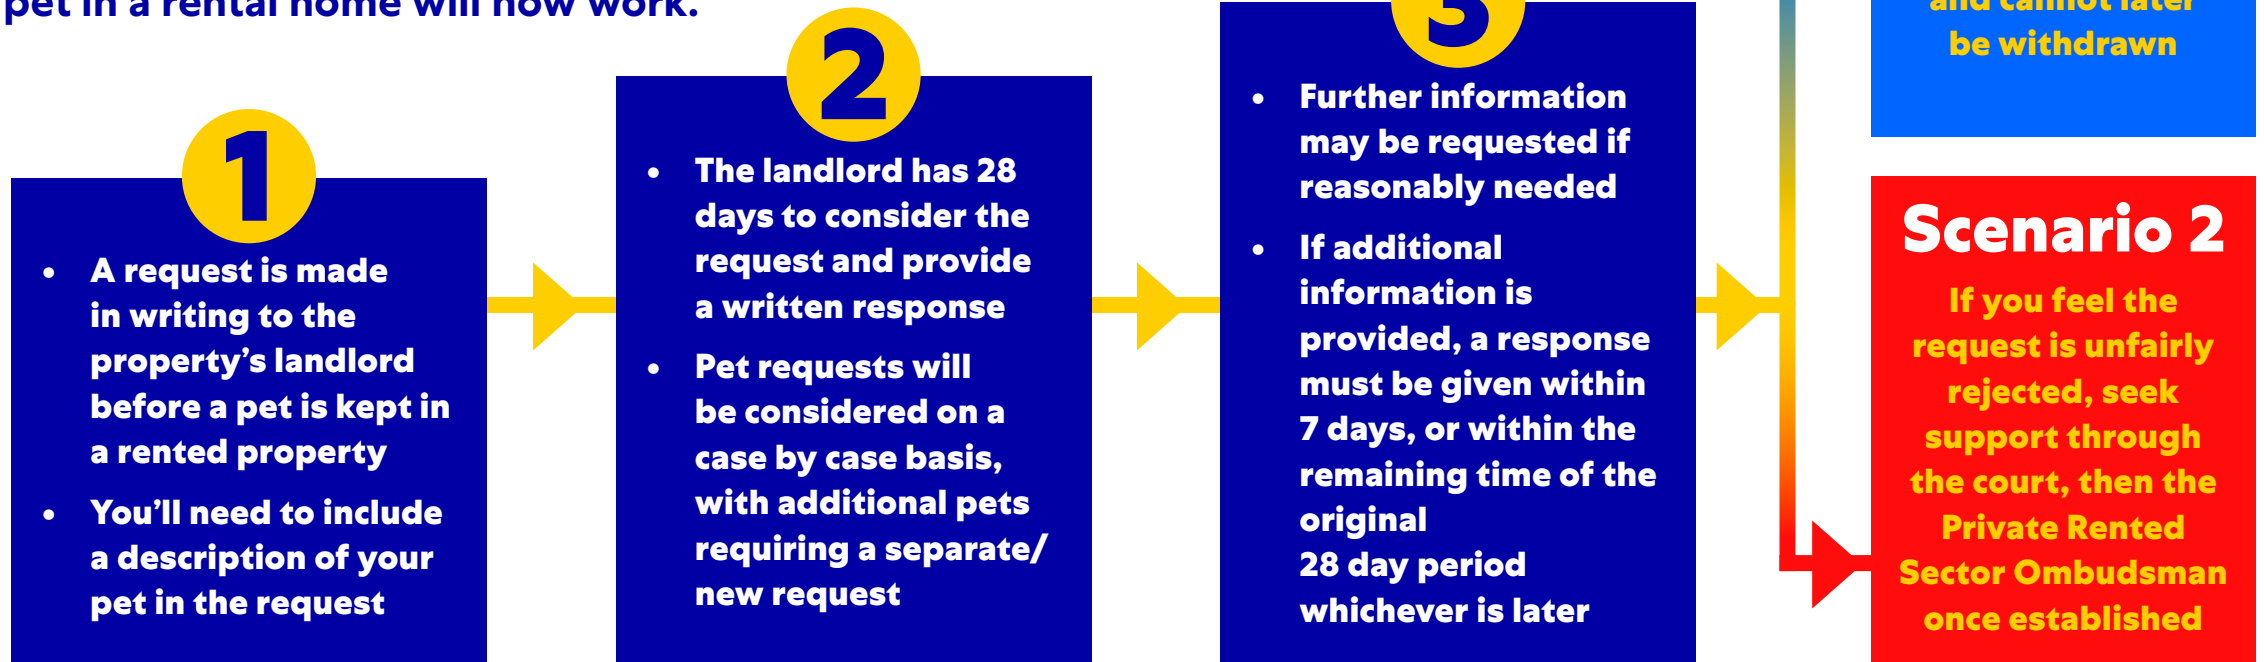 pet in a rental home will now work.
1
• A request is made
in writing to the
property's landlord
before a pet is kept in
a rented property
• You'll need to include
a description of your
pet in the request
2
• The landlord has 28
days to consider the
request and provide
a written response
• Pet requests will
be considered on a
case by case basis,
with additional pets
requiring a separate/
new request
3
• Further information
may be requested if
reasonably needed
• If additional
information is
provided, a response
must be given within
7 days, or within the
remaining time of the
original
28 day period
whichever is later
and cannot later
be withdrawn
Scenario 2
If you feel the
request is unfairly
rejected, seek
support through
the court, then the
Private Rented
Sector Ombudsman
once established